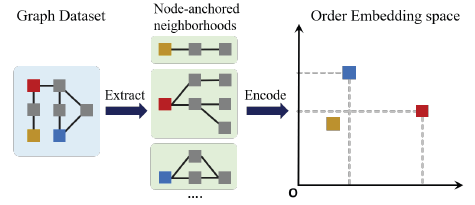 Graph Dataset
Node-anchored
neighborhoods
Order Embedding space
Extract
Encode
....
O